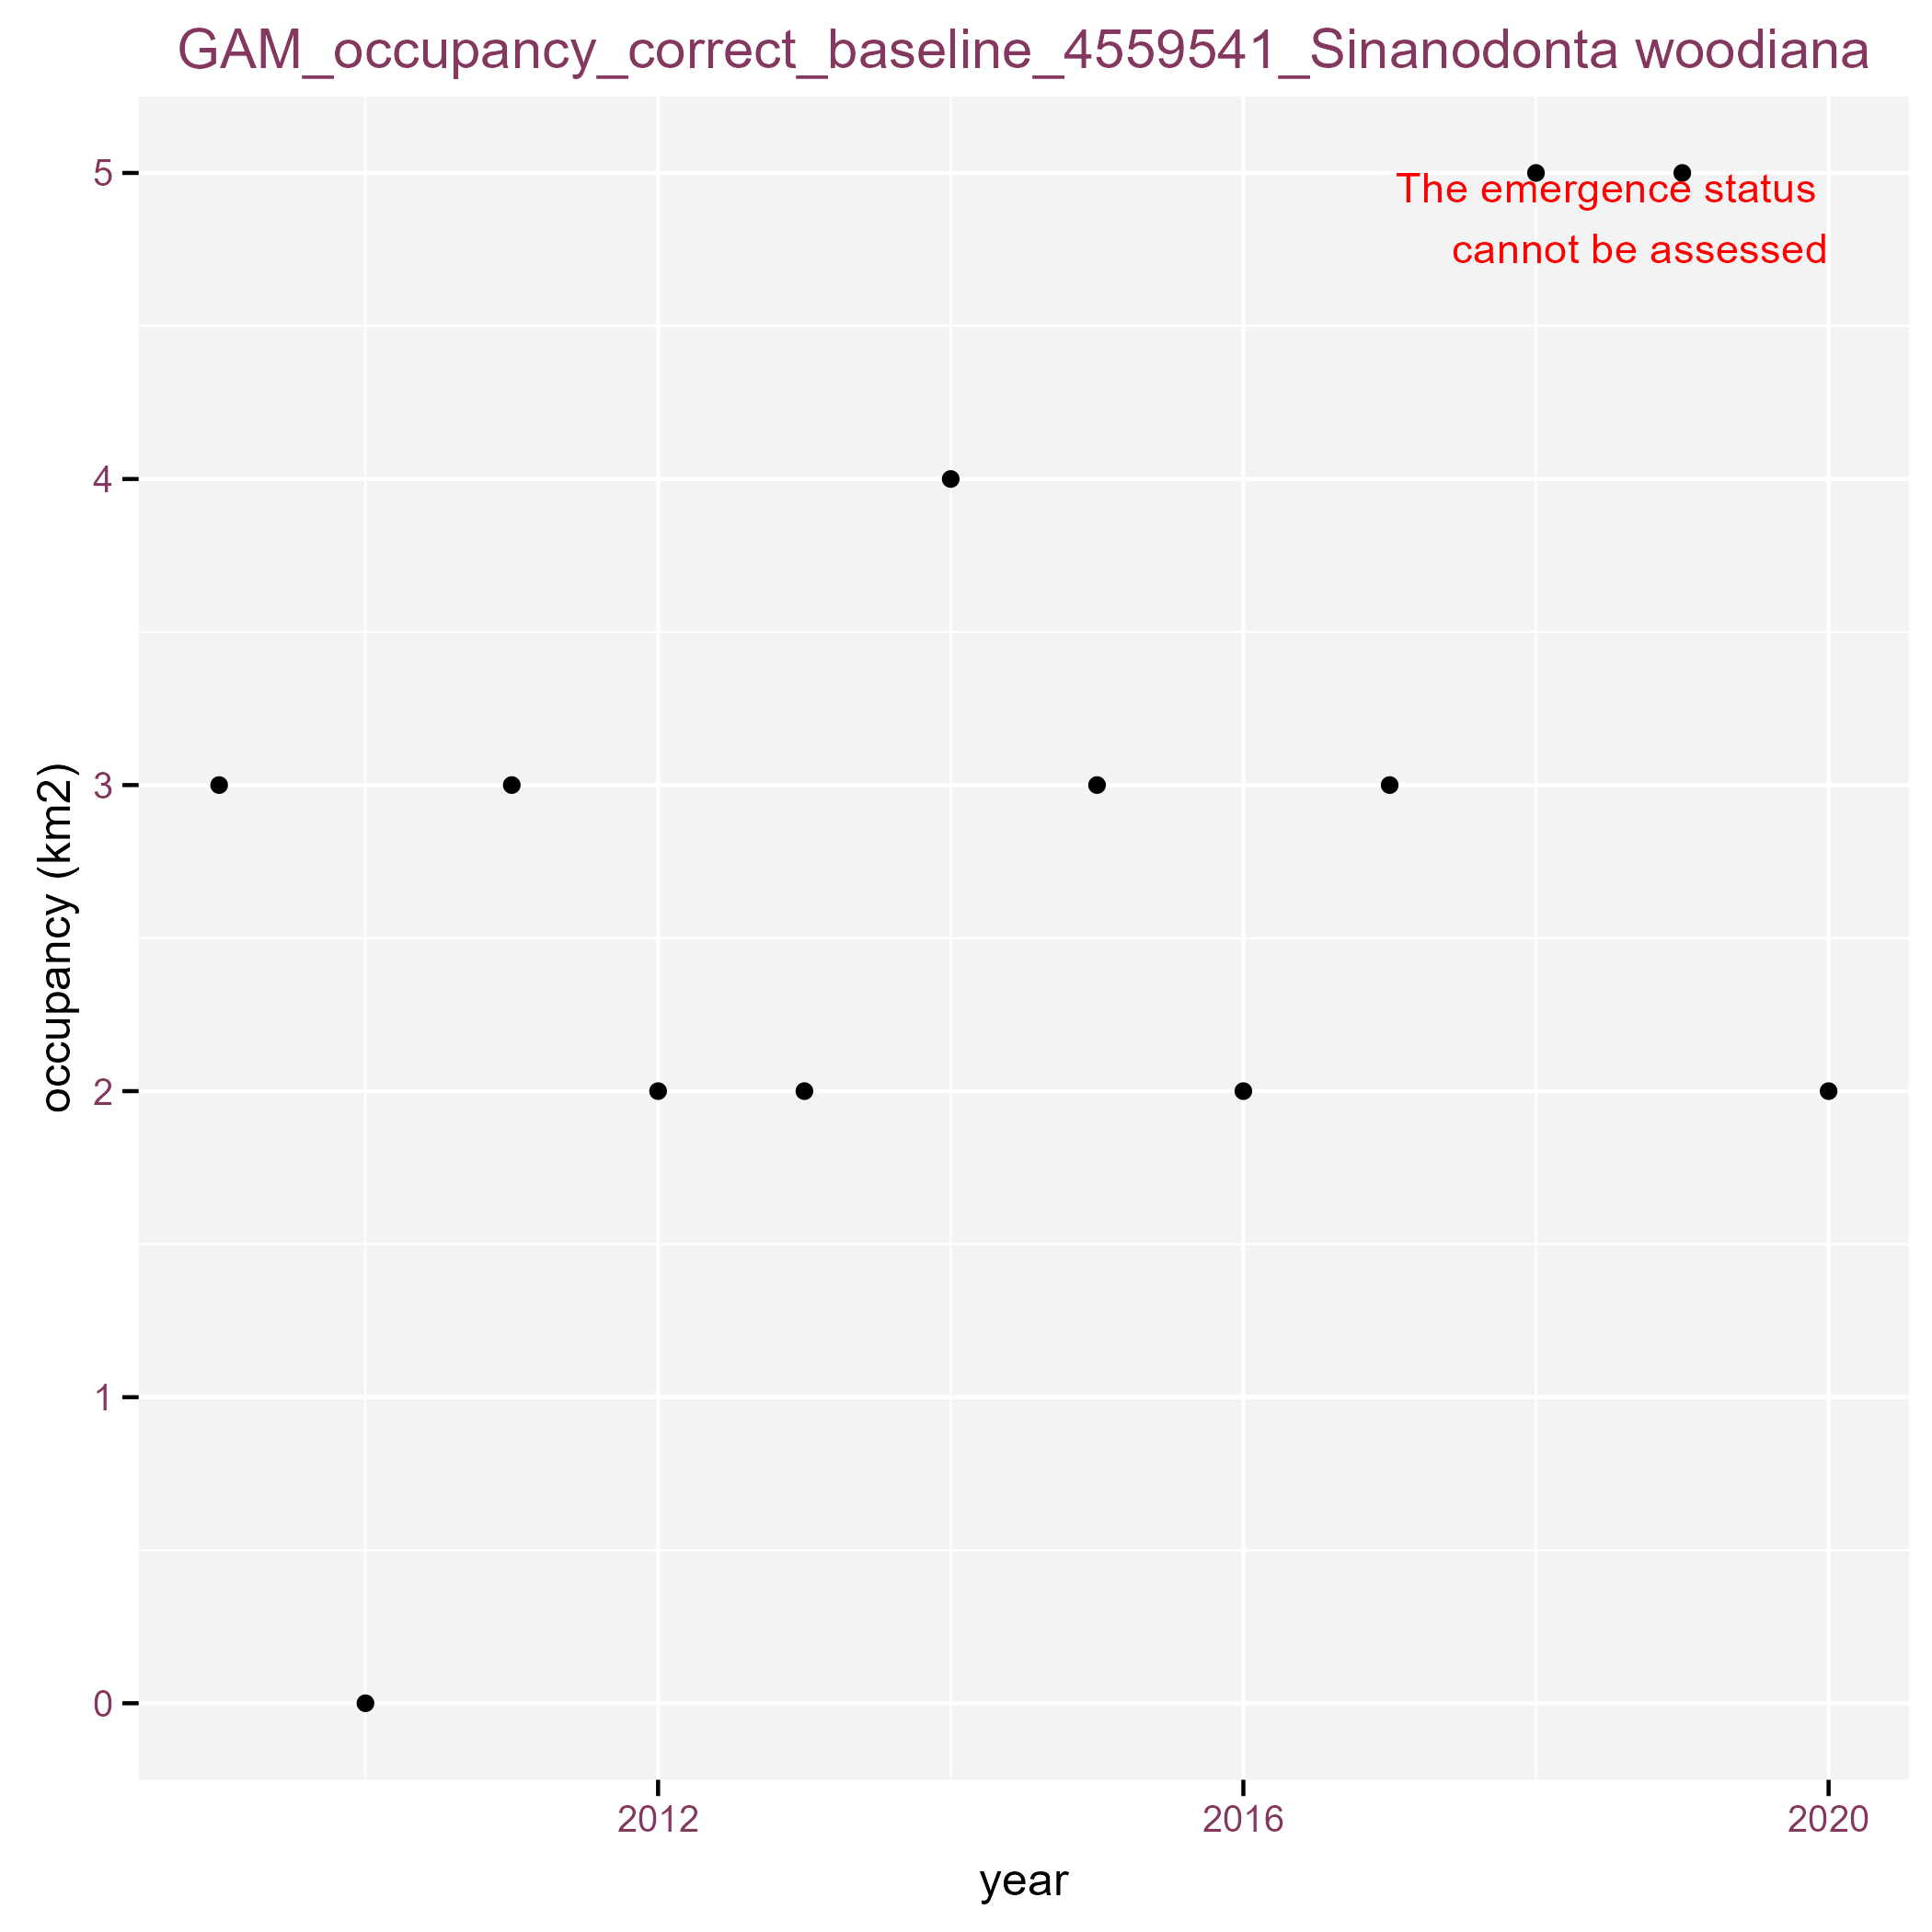 GAM_occupancy_correct_baseline_4559541_Sinanodonta woodiana
5
The emergence status
cannot be assessed
4
3
2
1
0
occupancy (km2)
2012 2016 2020
year